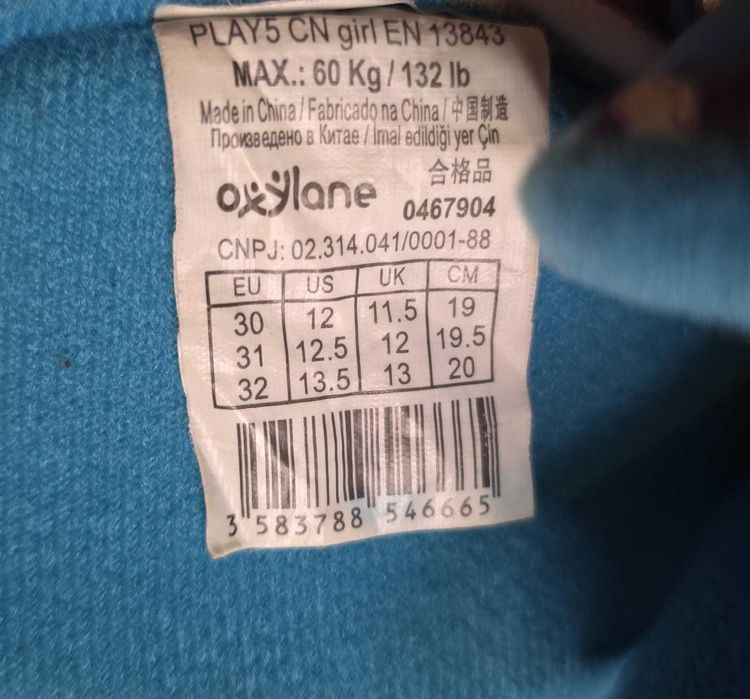 PLAY5 CN girl EN 13843
MAX.: 60 Kg / 132 lb
Made in China / Fabricado na China / 中国制造
Произведено в Китае / İmal edildiği yer Çin
合格品
oxylane
0467904
CNPJ: 02.314.041/0001-88
EU US UK CM
30 12 11.5 19
31 12.5 12 19.5
32 13.5 13 20
3 583788 546665